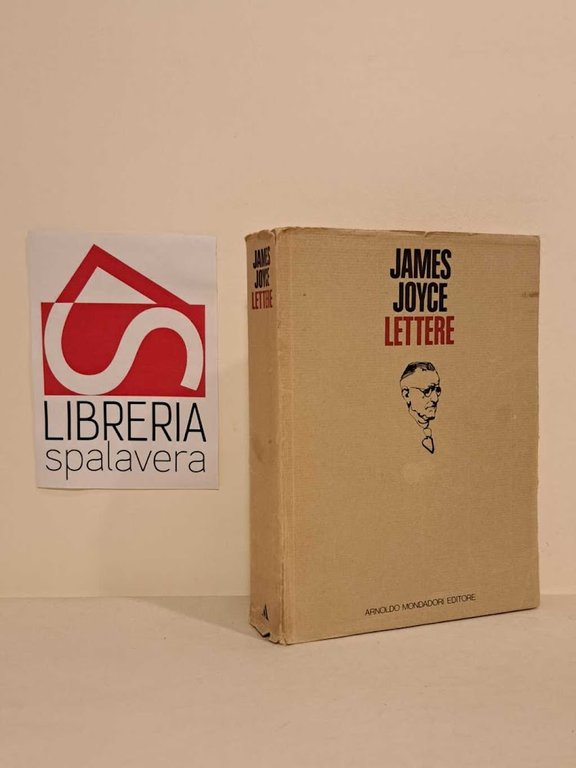 LIBRERIA
spalavera
JAMES
JOYCE
LETTERE
JAMES
JOYCE
LETTERE
ARNOLDO MONDADORI EDITORE